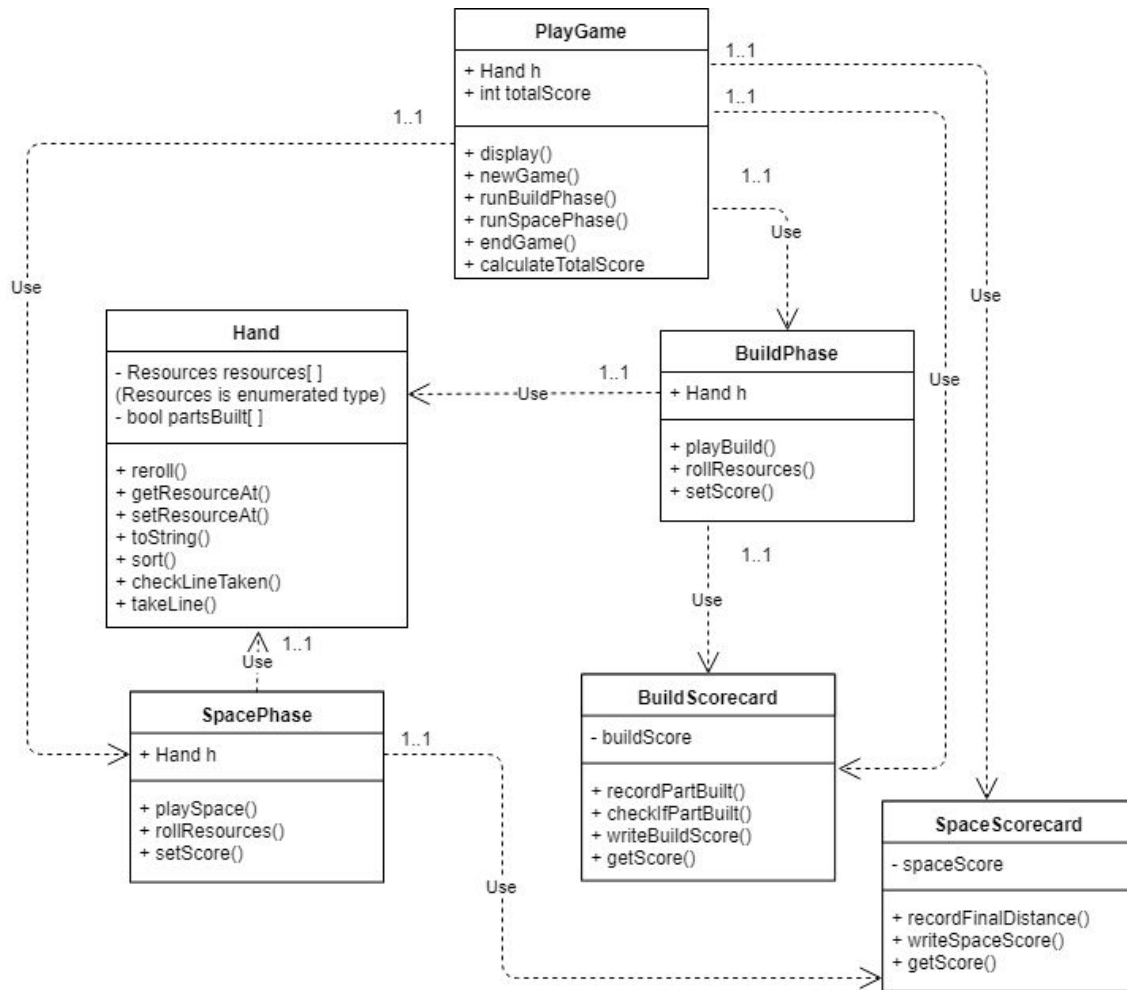 PlayGame
+ Hand h
+ int totalScore
+ display()
+ newGame()
+ runBuildPhase()
+ runSpacePhase()
+ endGame()
+ calculateTotalScore
1..1
1..1
1..1
1..1
Use
Use
Use
Use
Hand
- Resources resources[ ]
(Resources is enumerated type)
- bool partsBuilt[ ]
+ reroll()
+ getResourceAt()
+ setResourceAt()
+ toString()
+ sort()
+ checkLineTaken()
+ takeLine()
BuildPhase
+ Hand h
+ playBuild()
+ rollResources()
+ setScore()
1..1
Use
1..1
Use
1..1
Use
SpacePhase
+ Hand h
+ playSpace()
+ rollResources()
+ setScore()
1..1
Use
BuildScorecard
- buildScore
+ recordPartBuilt()
+ checkIfPartBuilt()
+ writeBuildScore()
+ getScore()
SpaceScorecard
- spaceScore
+ recordFinalDistance()
+ writeSpaceScore()
+ getScore()